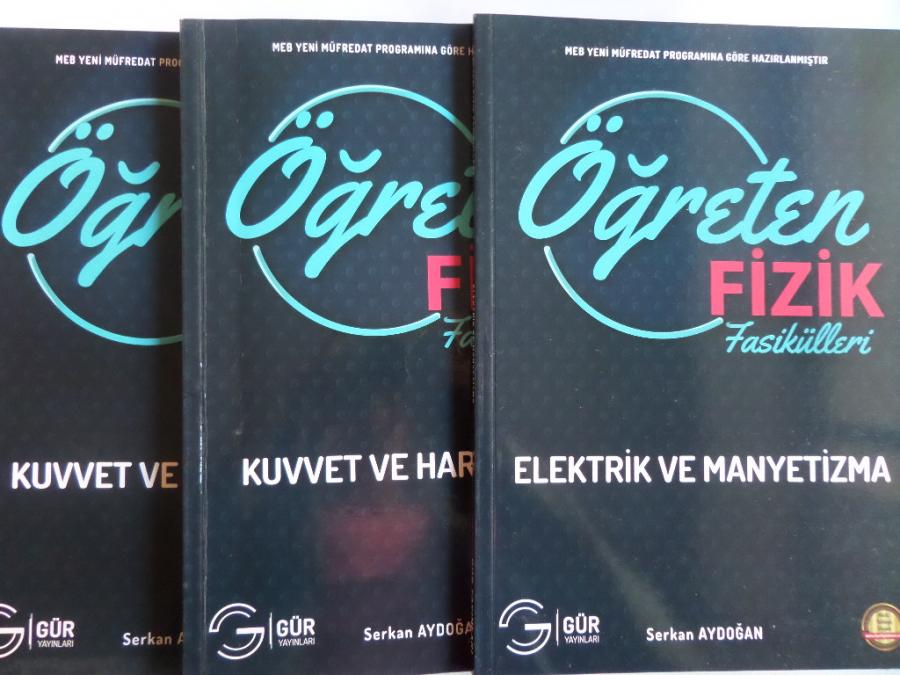 MEB YENİ MÜFREDAT
Öğr
KUVVET VE
GÜR
YAYINLARI
Serkan
MEB YENİ MÜFREDAT PROGRAMINA GÖRE
Öğret
Fİ
Fa
KUVVET VE HAR
GÜR
YAYINLARI
Serkan AYDOĞA
MEB YENİ MÜFREDAT PROGRAMINA GÖRE HAZIRLANMIŞTIR
Öğreten
FİZİK
Fasikülleri
ELEKTRİK VE MANYETİZMA
GÜR
YAYINLARI
Serkan AYDOĞAN